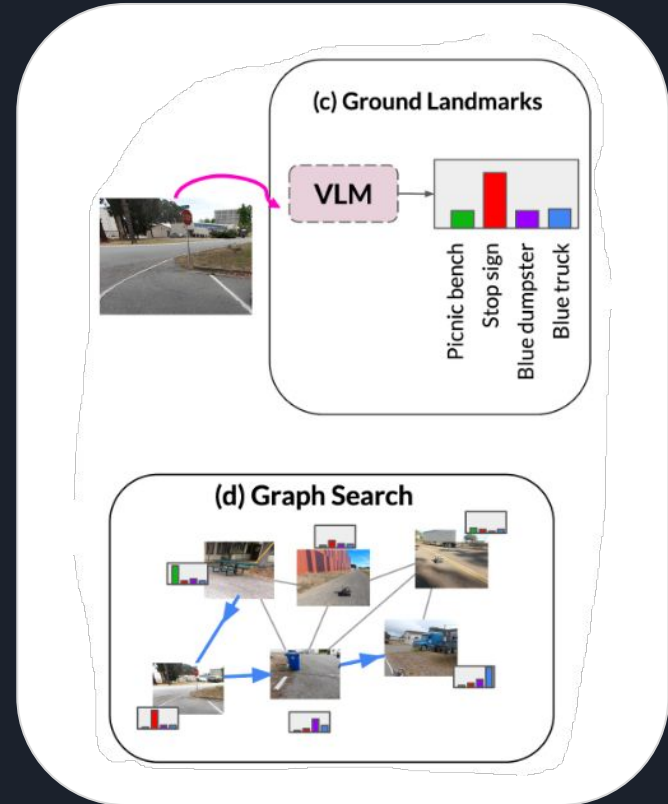 (c) Ground Landmarks
VLM
Picnic bench
Stop sign
Blue dumpster
Blue truck
(d) Graph Search